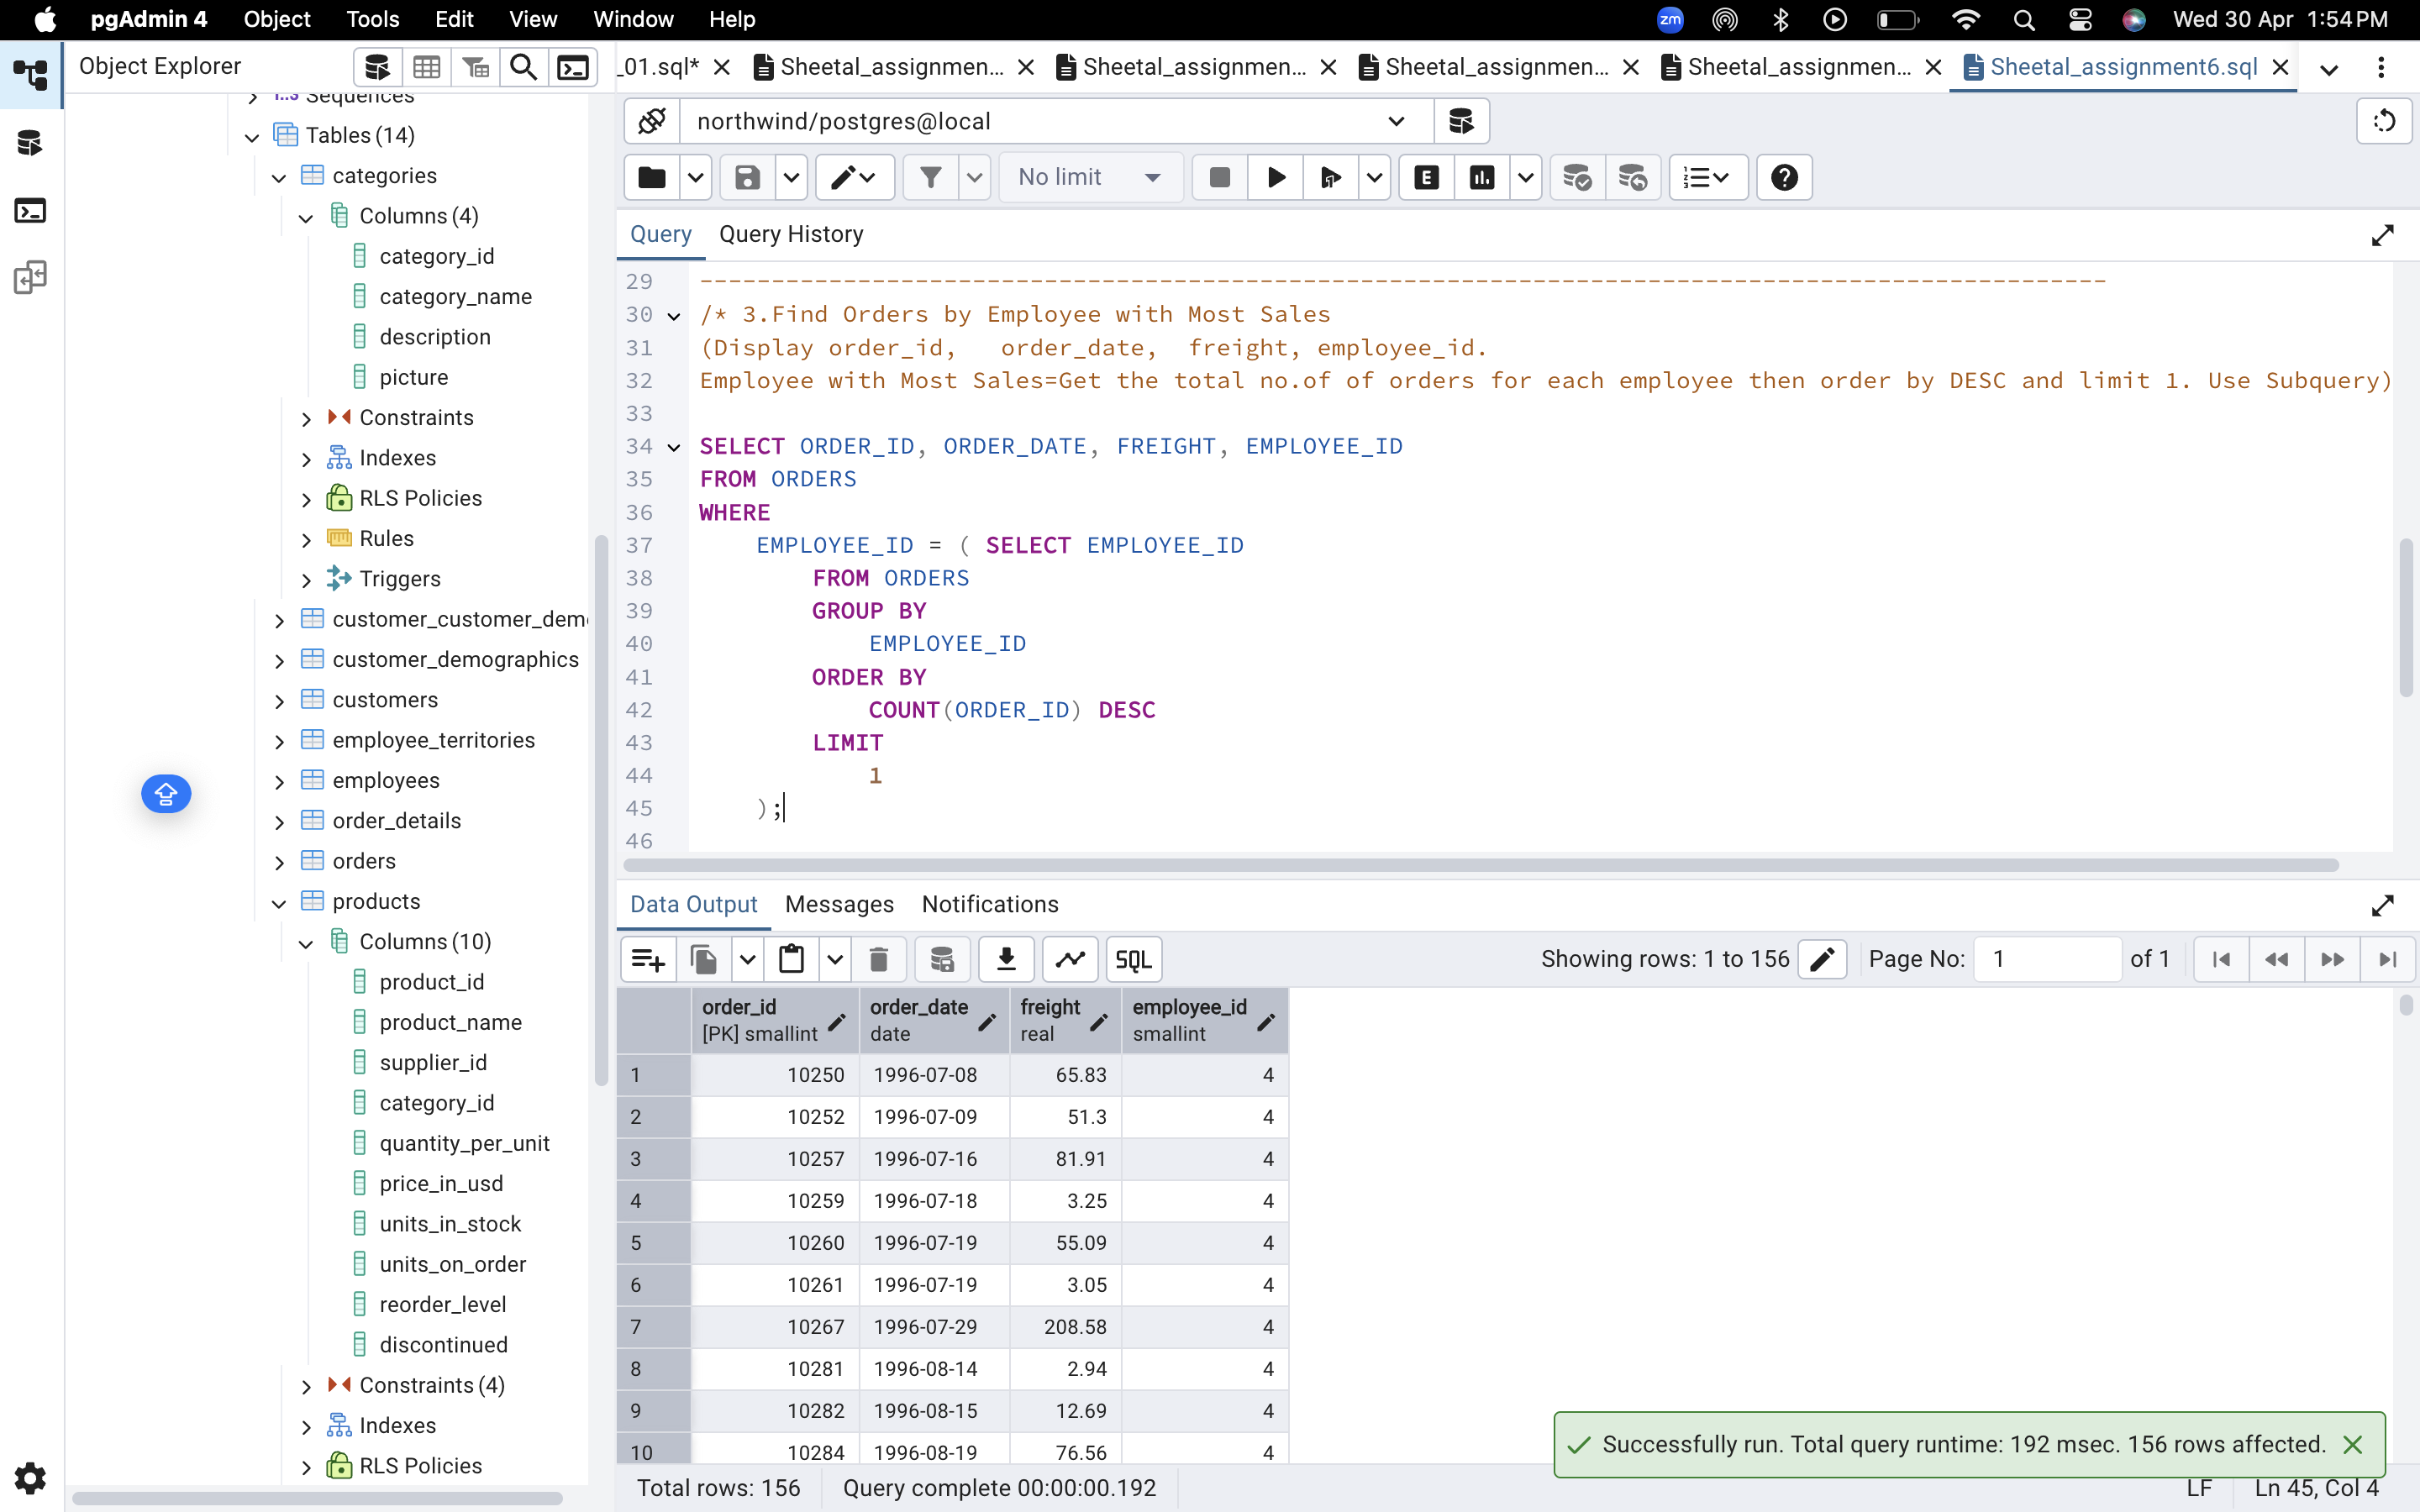 pgAdmin 4 Object Tools Edit View Window Help zm Wed 30 Apr 1:54 PM
Object Explorer
_01.sql* Sheetal_assignmen... Sheetal_assignmen... Sheetal_assignmen... Sheetal_assignmen... Sheetal_assignment6.sql
Sequences
Tables (14)
categories
Columns (4)
category_id
category_name
description
picture
Constraints
Indexes
RLS Policies
Rules
Triggers
customer_customer_dem
customer_demographics
customers
employee_territories
employees
order_details
orders
products
Columns (10)
product_id
product_name
supplier_id
category_id
quantity_per_unit
price_in_usd
units_in_stock
units_on_order
reorder_level
discontinued
Constraints (4)
Indexes
RLS Policies
northwind/postgres@local
No limit E
Query Query History
29 --------------------------------------------------------------------------------------------------
30 /* 3.Find Orders by Employee with Most Sales
31 (Display order_id,   order_date,  freight, employee_id.
32 Employee with Most Sales=Get the total no.of of orders for each employee then order by DESC and limit 1. Use Subquery)
33
34 SELECT ORDER_ID, ORDER_DATE, FREIGHT, EMPLOYEE_ID
35 FROM ORDERS
36 WHERE
37 EMPLOYEE_ID = ( SELECT EMPLOYEE_ID
38 FROM ORDERS
39 GROUP BY
40 EMPLOYEE_ID
41 ORDER BY
42 COUNT(ORDER_ID) DESC
43 LIMIT
44 1
45 );
46
Data Output Messages Notifications
SQL Showing rows: 1 to 156 Page No: 1 of 1
order_id order_date freight employee_id
[PK] smallint date real smallint
1 10250 1996-07-08 65.83 4
2 10252 1996-07-09 51.3 4
3 10257 1996-07-16 81.91 4
4 10259 1996-07-18 3.25 4
5 10260 1996-07-19 55.09 4
6 10261 1996-07-19 3.05 4
7 10267 1996-07-29 208.58 4
8 10281 1996-08-14 2.94 4
9 10282 1996-08-15 12.69 4
10 10284 1996-08-19 76.56 4
Successfully run. Total query runtime: 192 msec. 156 rows affected.
Total rows: 156 Query complete 00:00:00.192 LF Ln 45, Col 4